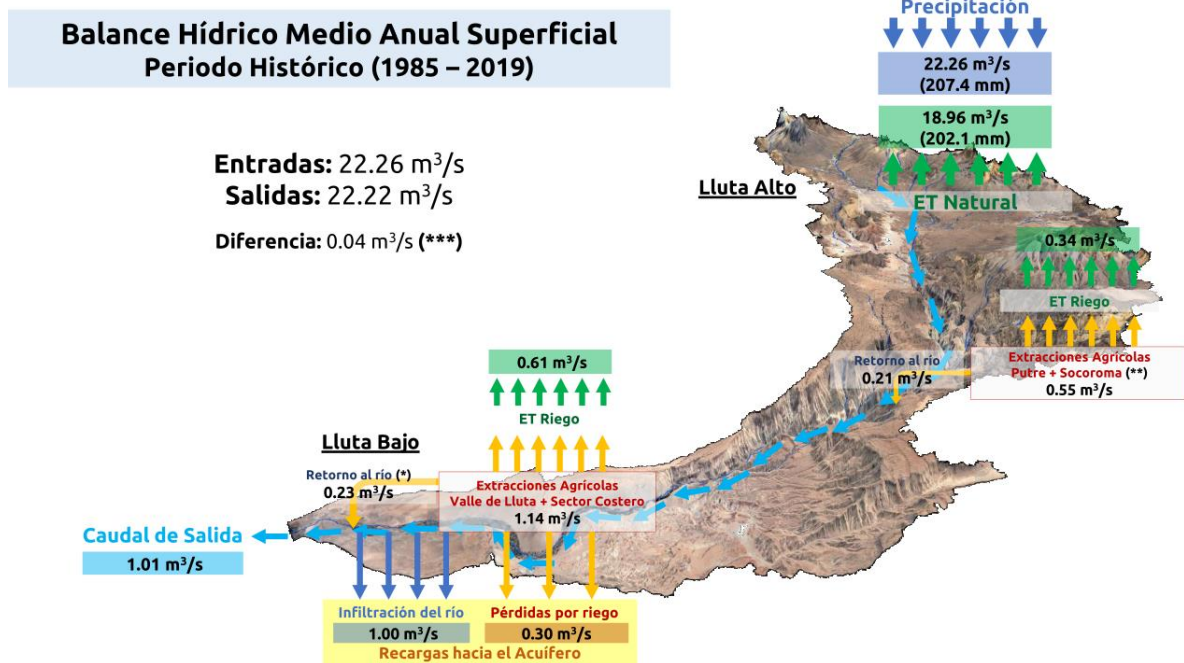 Balance Hídrico Medio Anual Superficial
Periodo Histórico (1985 – 2019)
Entradas: 22.26 m³/s
Salidas: 22.22 m³/s
Diferencia: 0.04 m³/s (***)
Precipitación
22.26 m³/s
(207.4 mm)
18.96 m³/s
(202.1 mm)
ET Natural
Lluta Alto
0.34 m³/s
ET Riego
Extracciones Agrícolas
Putre + Socoroma (**)
0.55 m³/s
Retorno al río
0.21 m³/s
0.61 m³/s
ET Riego
Lluta Bajo
Retorno al río (*)
0.23 m³/s
Extracciones Agrícolas
Valle de Lluta + Sector Costero
1.14 m³/s
Caudal de Salida
1.01 m³/s
Infiltración del río
1.00 m³/s
Pérdidas por riego
0.30 m³/s
Recargas hacia el Acuífero